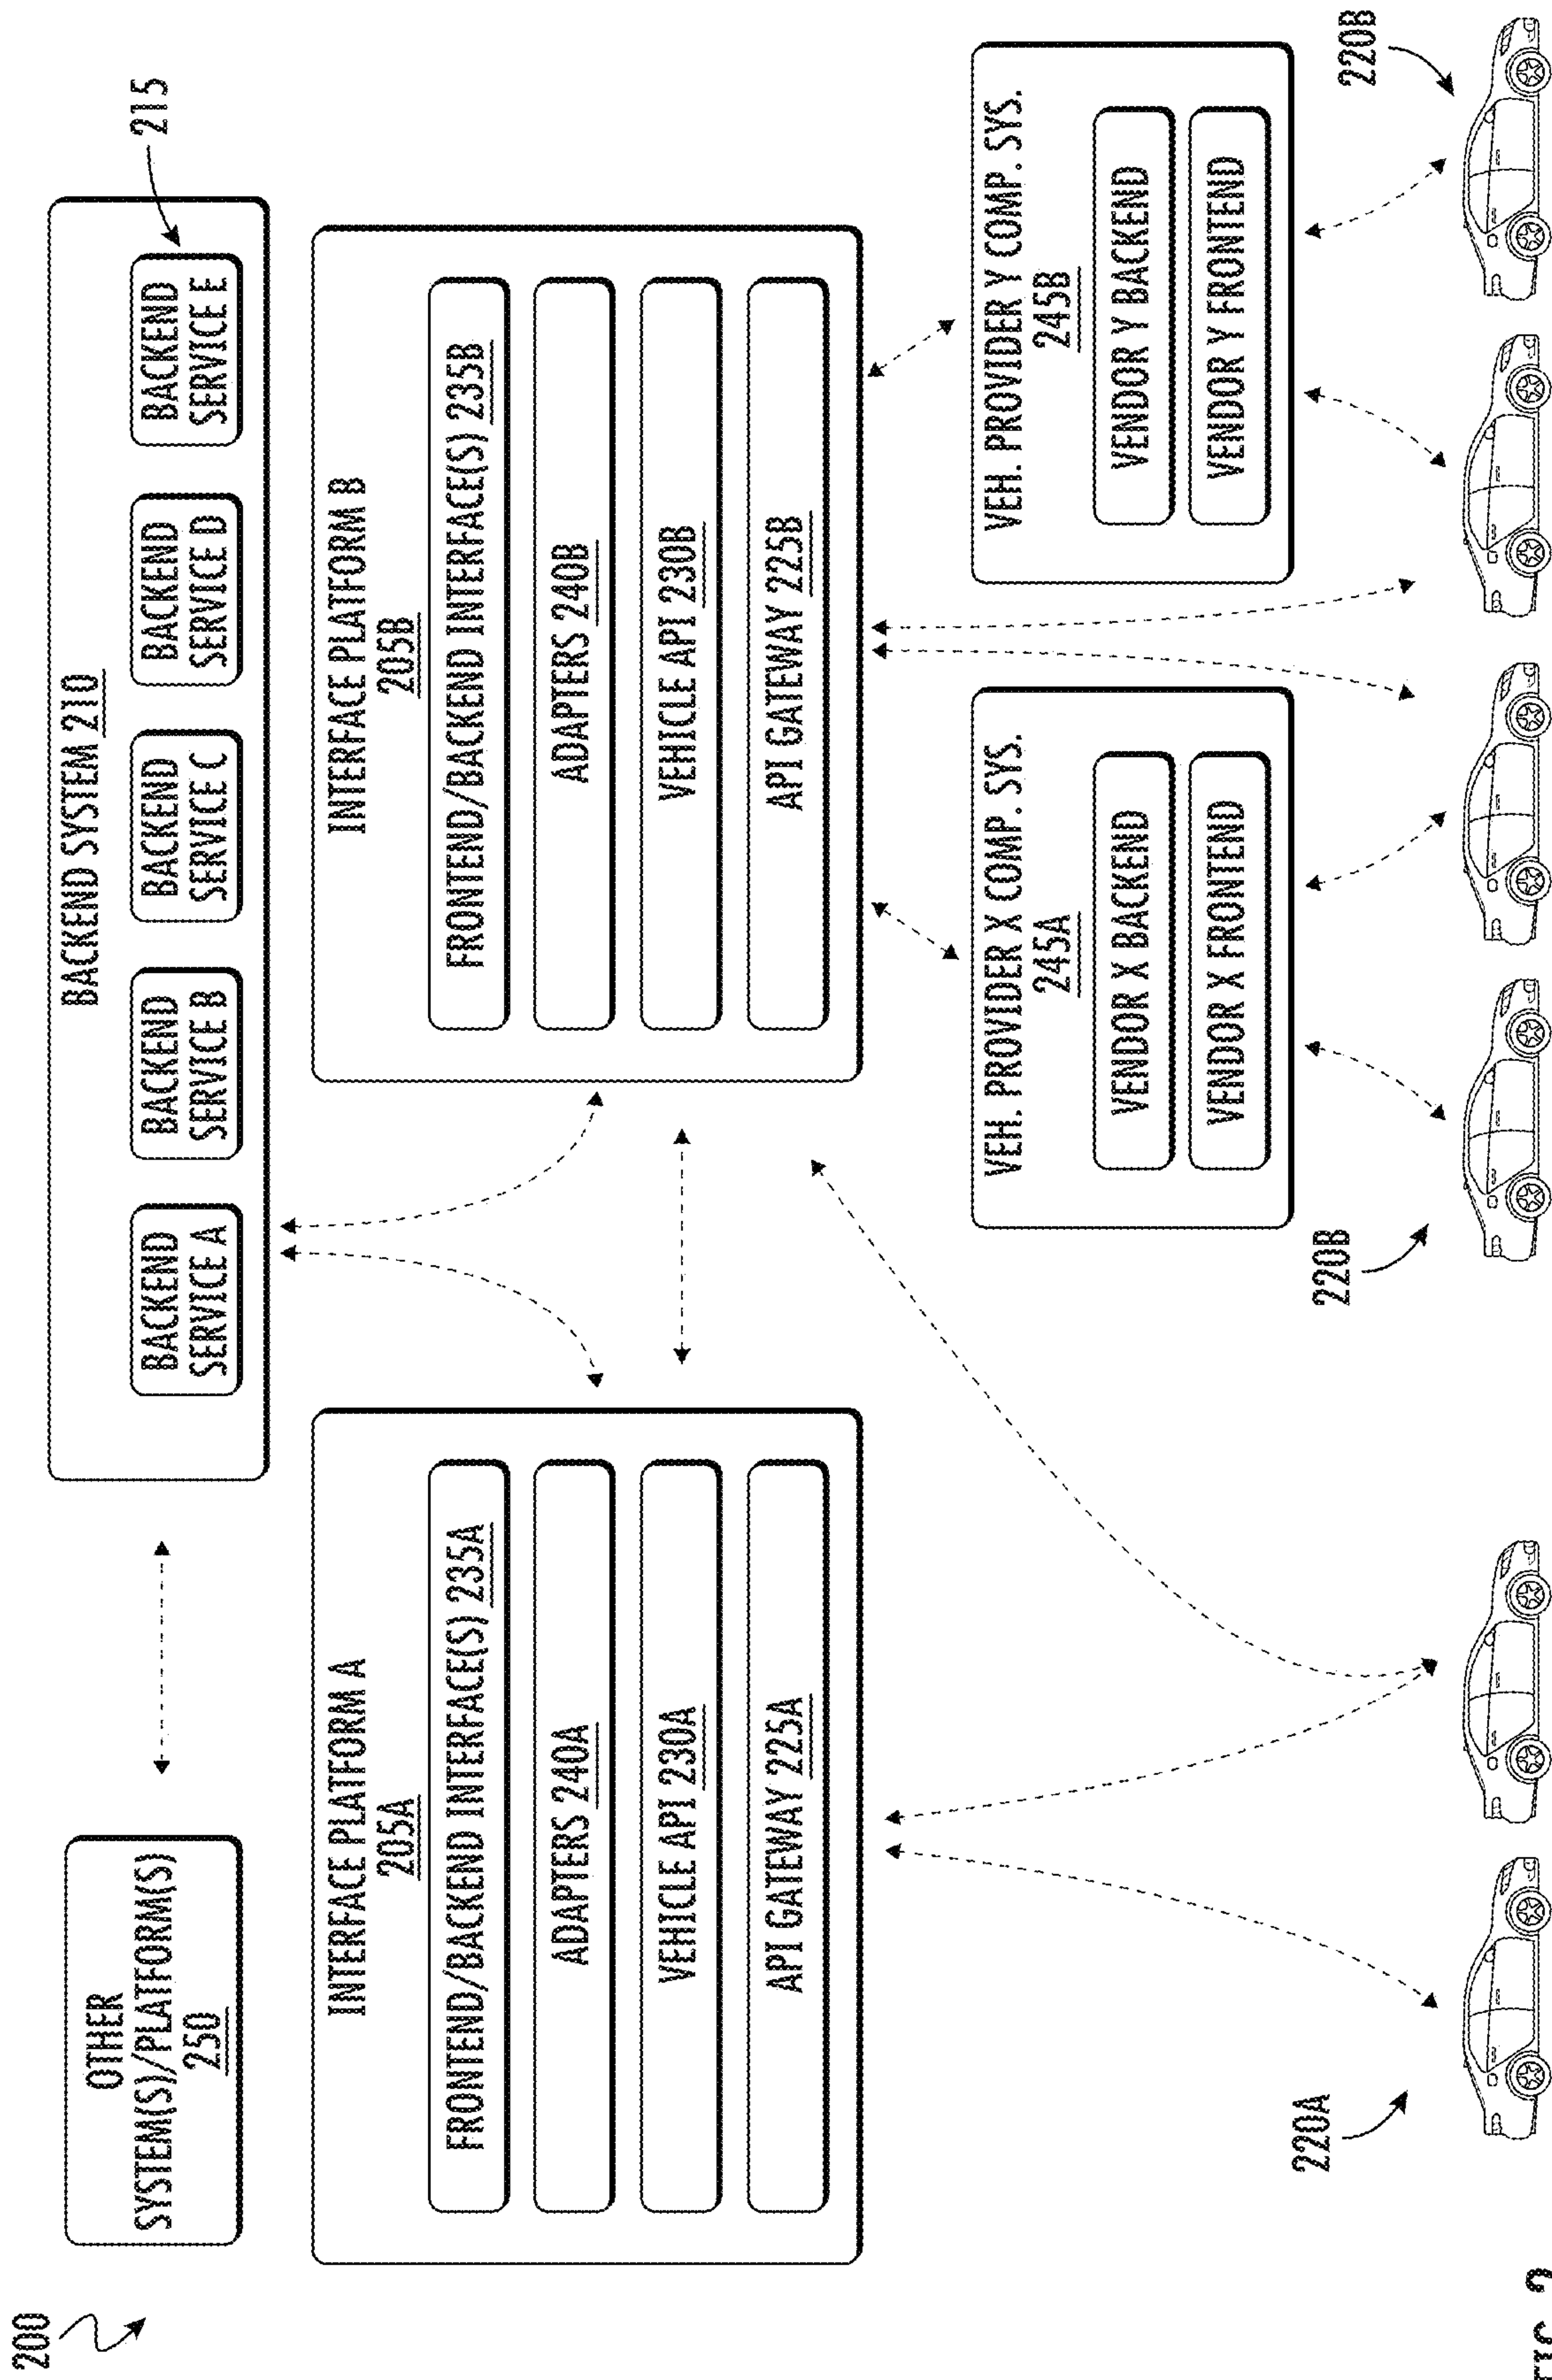 200
OTHER
SYSTEM(S)/PLATFORM(S)
250
BACKEND SYSTEM 210
BACKEND
SERVICE A
BACKEND
SERVICE B
BACKEND
SERVICE C
BACKEND
SERVICE D
BACKEND
SERVICE E
215
INTERFACE PLATFORM A
205A
FRONTEND/BACKEND INTERFACE(S) 235A
ADAPTERS 240A
VEHICLE API 230A
API GATEWAY 225A
INTERFACE PLATFORM B
205B
FRONTEND/BACKEND INTERFACE(S) 235B
ADAPTERS 240B
VEHICLE API 230B
API GATEWAY 225B
VEH. PROVIDER X COMP. SYS.
245A
VENDOR X BACKEND
VENDOR X FRONTEND
VEH. PROVIDER Y COMP. SYS.
245B
VENDOR Y BACKEND
VENDOR Y FRONTEND
220A
220B
220B